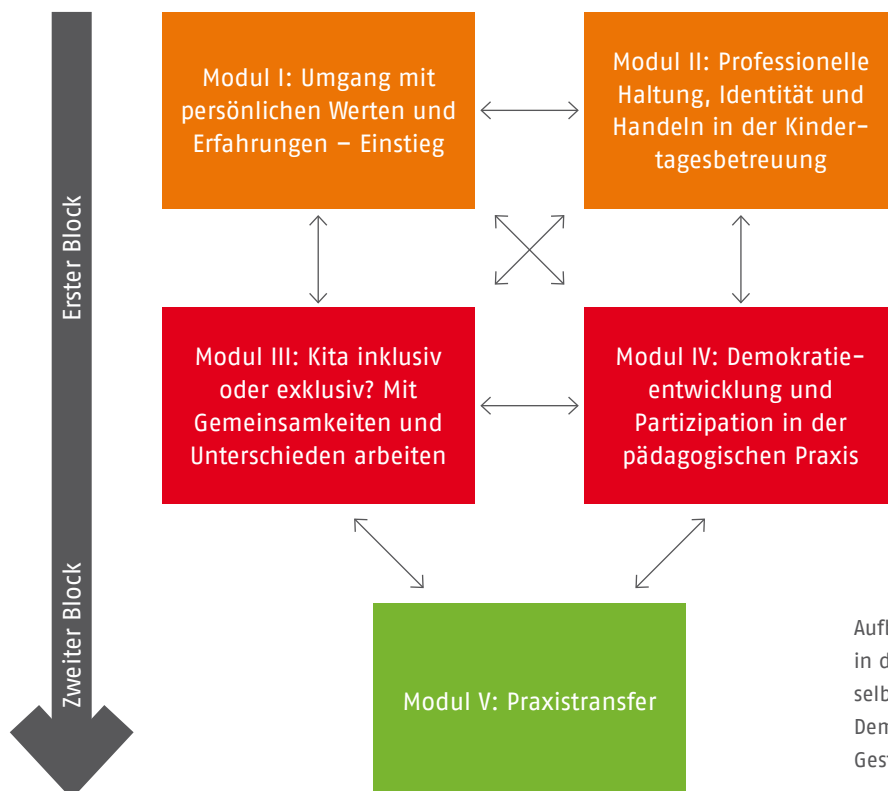 Erster Block
Zweiter Block
Modul I: Umgang mit
persönlichen Werten und
Erfahrungen – Einstieg
Modul II: Professionelle
Haltung, Identität und
Handeln in der Kinder-
tagesbetreuung
Modul III: Kita inklusiv
oder exklusiv? Mit
Gemeinsamkeiten und
Unterschieden arbeiten
Modul IV: Demokratie-
entwicklung und
Partizipation in der
pädagogischen Praxis
Modul V: Praxistransfer
in